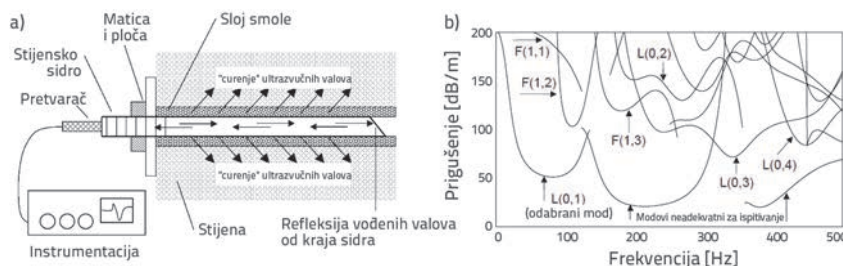 a)
Matica
i ploča
Stijensko
sidro
Pretvarač
Sloj smole
"curenje" ultrazvučnih valova
"curenje" ultrazvučnih valova
Instrumentacija
Stijena
Refleksija vođenih valova
od kraja sidra
b)
Prigušenje [dB/m]
200
150
100
50
0
F(1,1)
F(1,2)
L(0,2)
F(1,3)
L(0,1)
(odabrani mod)
L(0,3)
L(0,4)
Modovi neadekvatni za ispitivanje
0 100 200 300 400 500
Frekvencija [Hz]